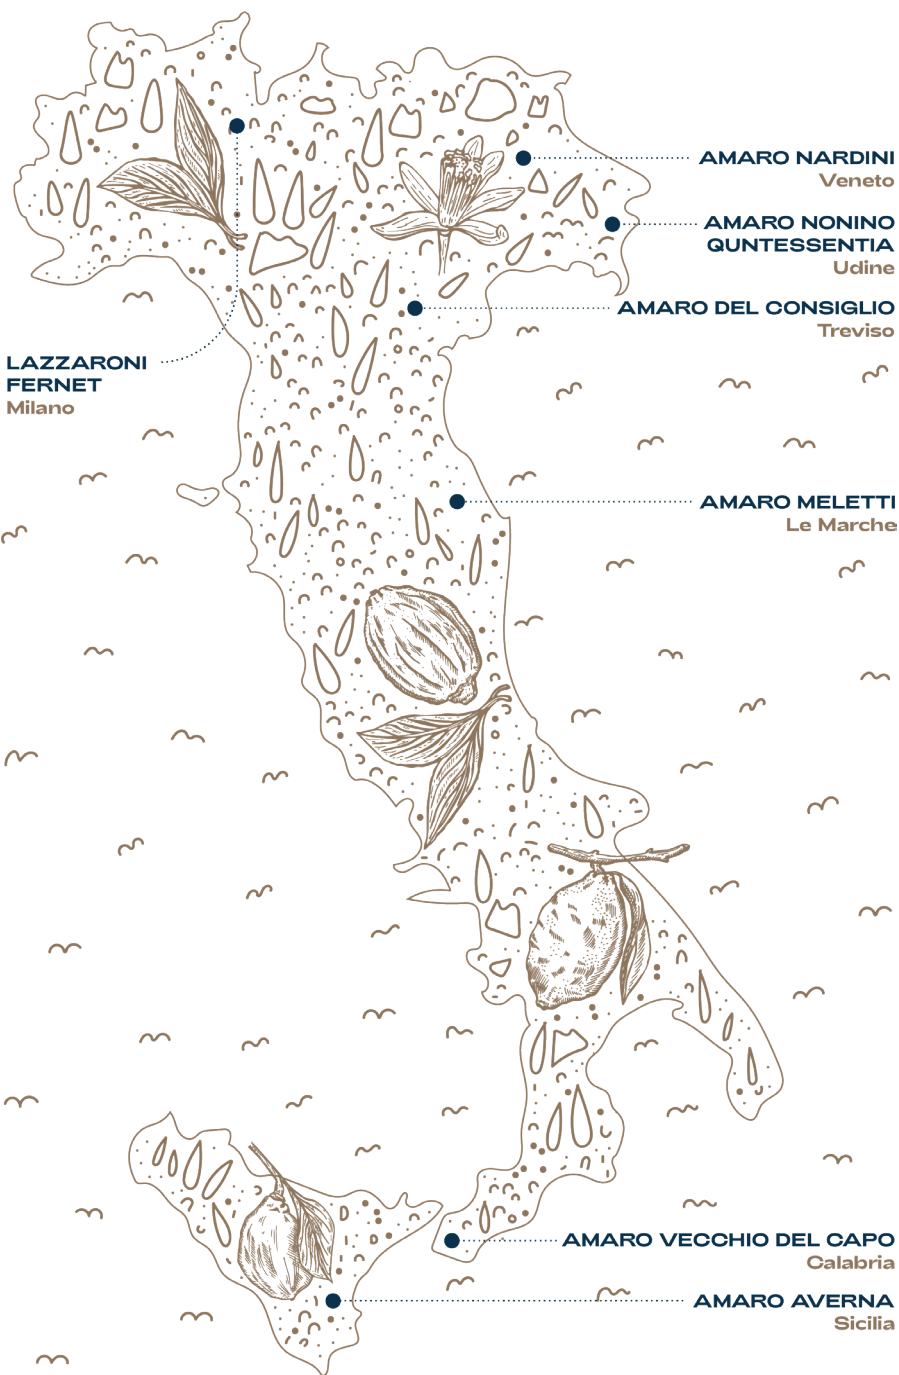 AMARO NARDINI
Veneto
AMARO NONINO
QUNTESSENTIA
Udine
AMARO DEL CONSIGLIO
Treviso
LAZZARONI
FERNET
Milano
AMARO MELETTI
Le Marche
AMARO VECCHIO DEL CAPO
Calabria
AMARO AVERNA
Sicilia